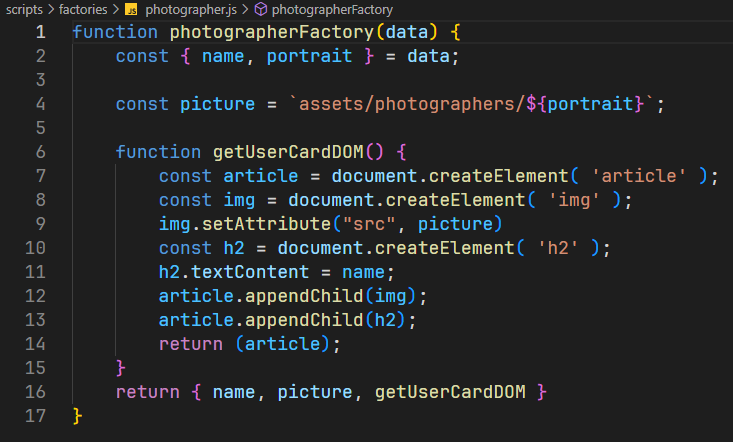 scripts > factories > JS photographer.js > photographerFactory
1 function photographerFactory(data) {
2     const { name, portrait } = data;
3
4     const picture = `assets/photographers/${portrait}`;
5
6     function getUserCardDOM() {
7         const article = document.createElement( 'article' );
8         const img = document.createElement( 'img' );
9         img.setAttribute("src", picture)
10         const h2 = document.createElement( 'h2' );
11         h2.textContent = name;
12         article.appendChild(img);
13         article.appendChild(h2);
14         return (article);
15     }
16     return { name, picture, getUserCardDOM }
17 }